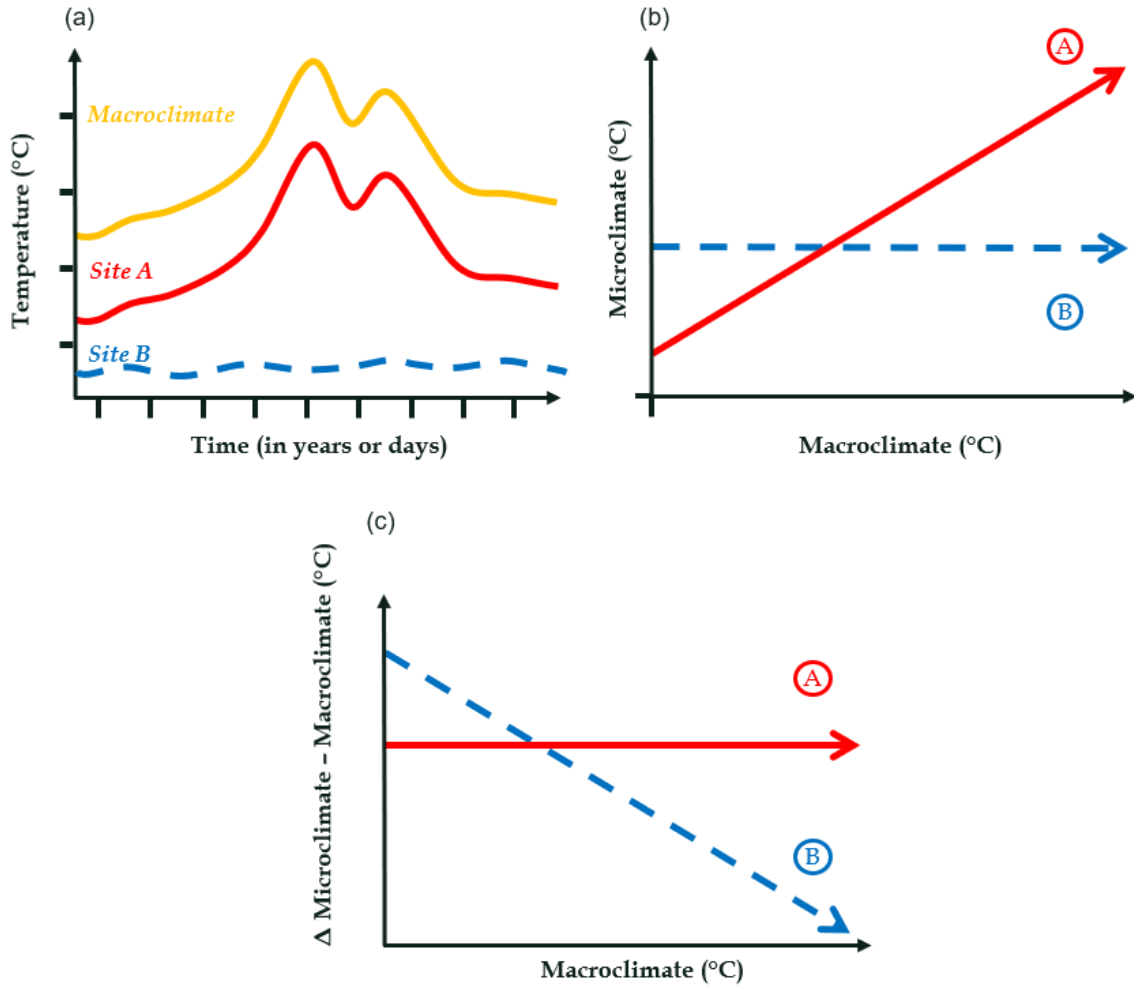 (a)
Macroclimate
Site A
Site B
Temperature (°C)
Time (in years or days)
(b)
A
B
Microclimate (°C)
Macroclimate (°C)
(c)
A
B
Δ Microclimate – Macroclimate (°C)
Macroclimate (°C)